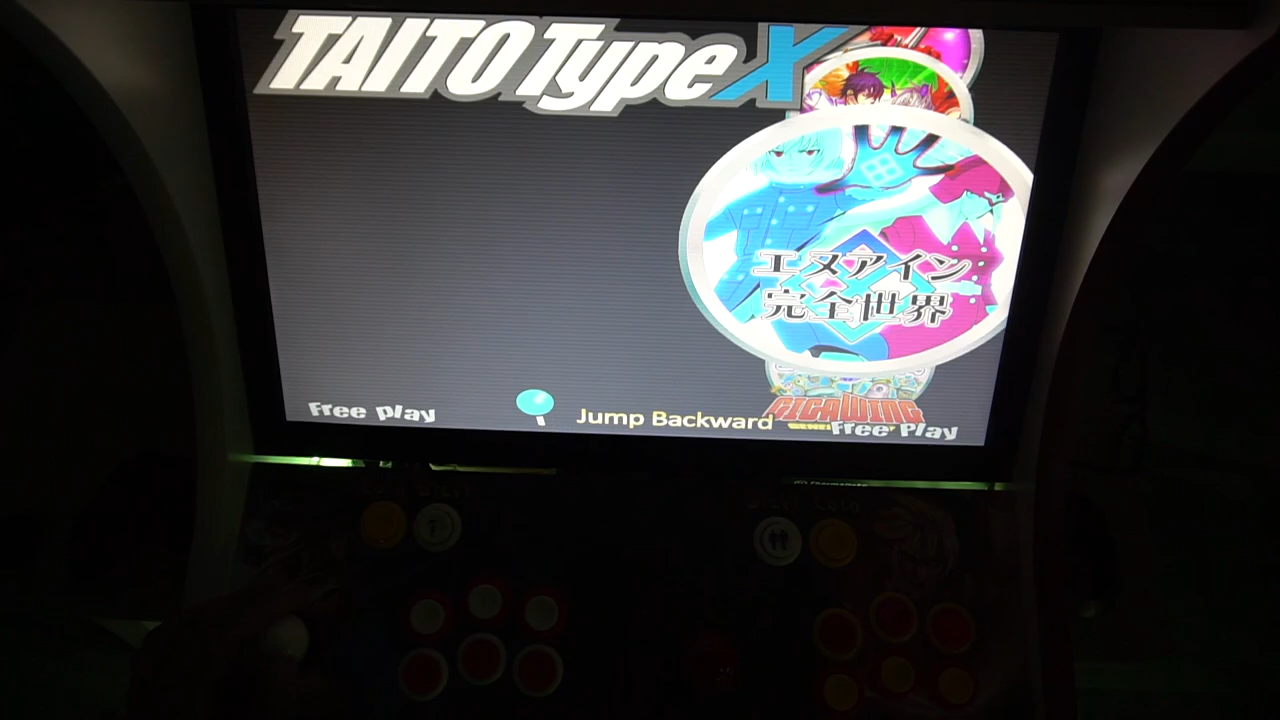 TAITO Type X
エヌアイン
完全世界
GIGAWING
Free play
Jump Backward
Free Play